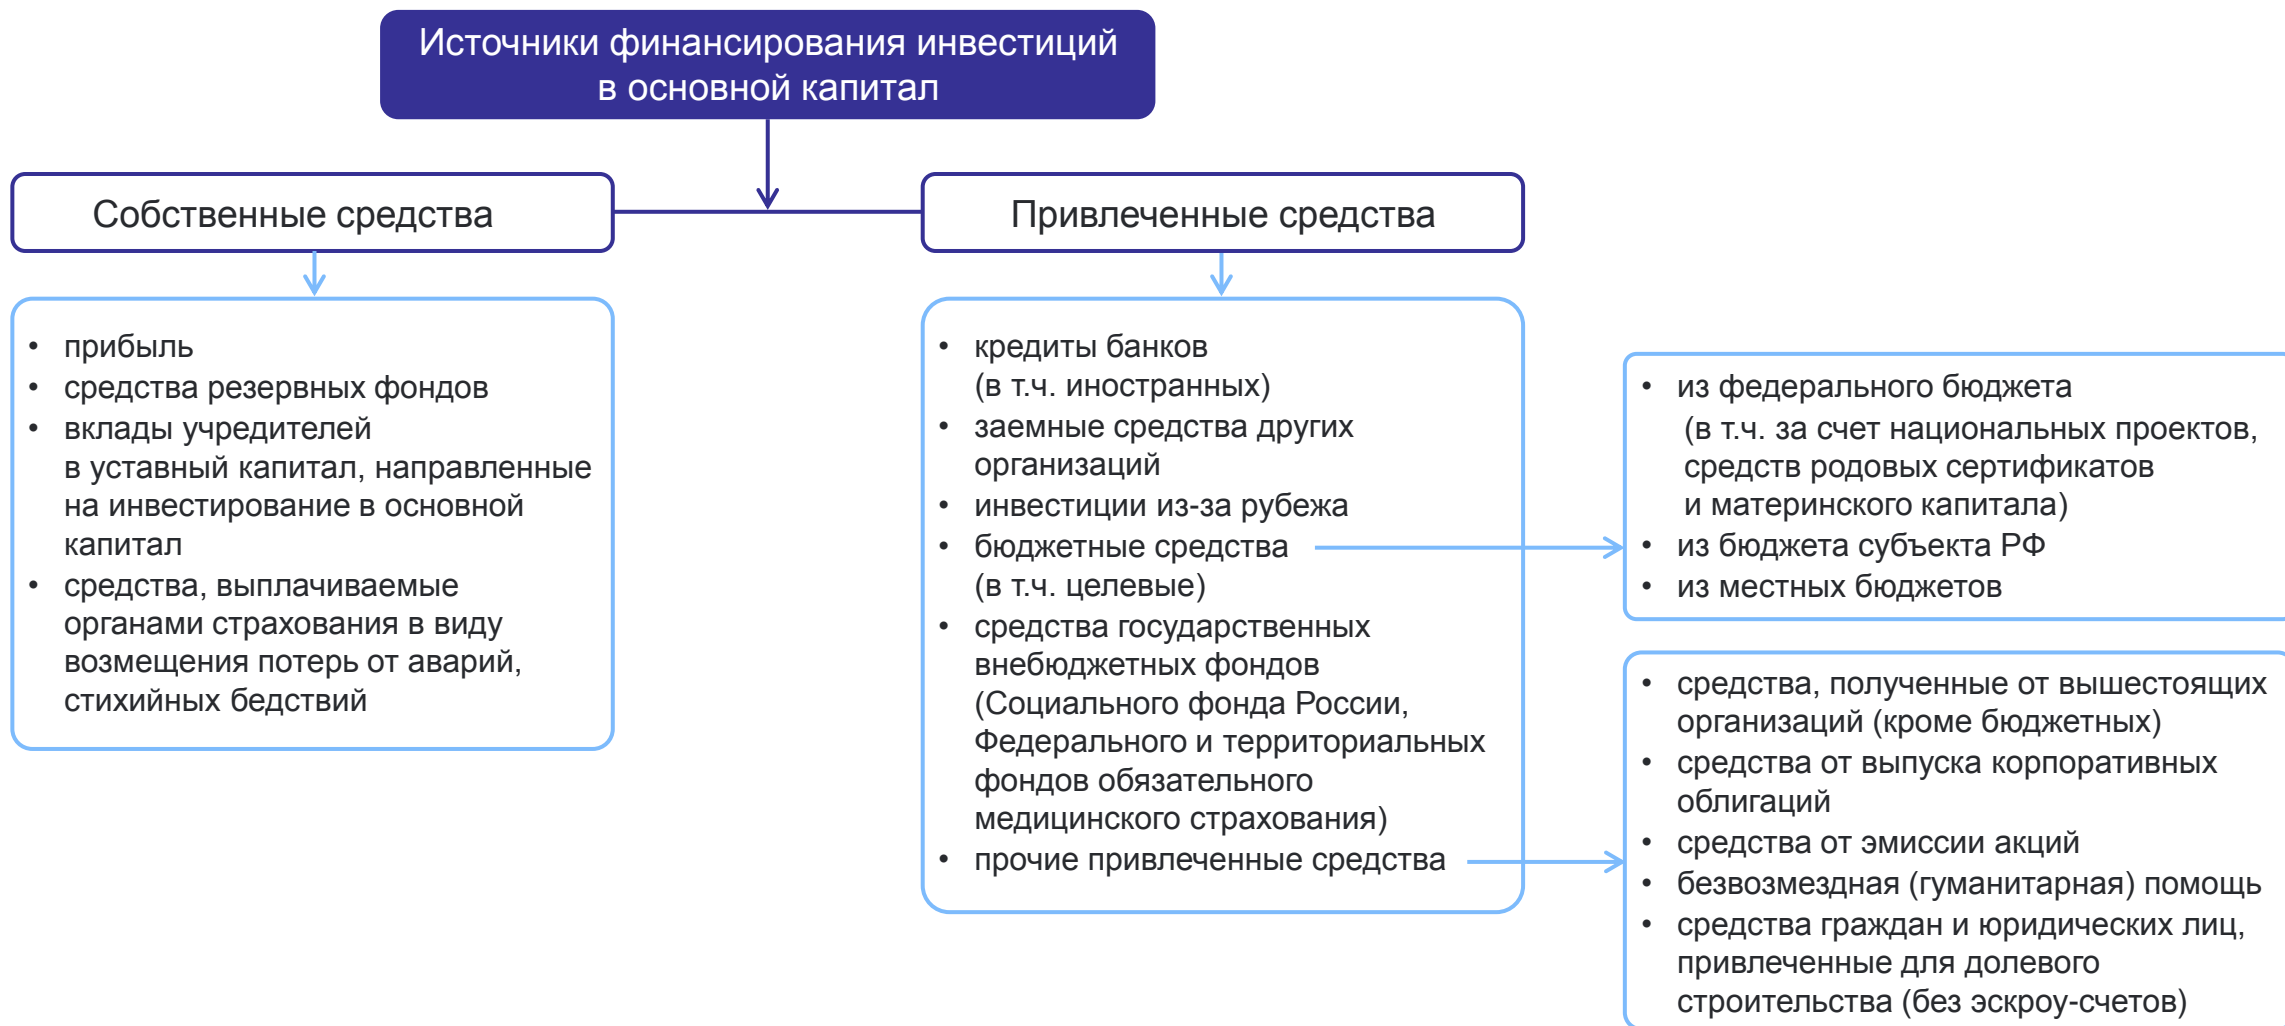 Источники финансирования инвестиций
в основной капитал
Собственные средства
Привлеченные средства
• прибыль
• средства резервных фондов
• вклады учредителей
в уставный капитал, направленные
на инвестирование в основной
капитал
• средства, выплачиваемые
органами страхования в виду
возмещения потерь от аварий,
стихийных бедствий
• кредиты банков
(в т.ч. иностранных)
• заемные средства других
организаций
• инвестиции из-за рубежа
• бюджетные средства
(в т.ч. целевые)
• средства государственных
внебюджетных фондов
(Социального фонда России,
Федерального и территориальных
фондов обязательного
медицинского страхования)
• прочие привлеченные средства
• из федерального бюджета
(в т.ч. за счет национальных проектов,
средств родовых сертификатов
и материнского капитала)
• из бюджета субъекта РФ
• из местных бюджетов
• средства, полученные от вышестоящих
организаций (кроме бюджетных)
• средства от выпуска корпоративных
облигаций
• средства от эмиссии акций
• безвозмездная (гуманитарная) помощь
• средства граждан и юридических лиц,
привлеченные для долевого
строительства (без эскроу-счетов)